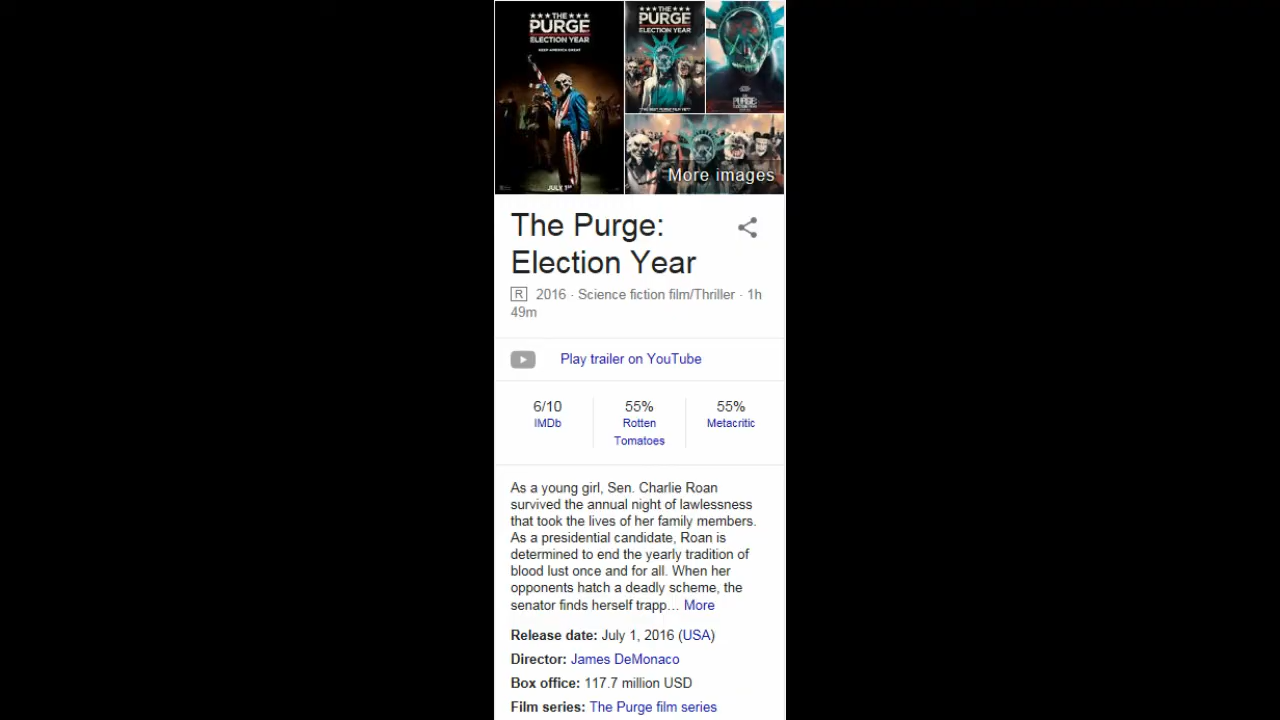 THE
PURGE
ELECTION YEAR
KEEP AMERICA GREAT
JULY 1ST
THE
PURGE
ELECTION YEAR
PURGE
More images
The Purge:
Election Year
R 2016 · Science fiction film/Thriller · 1h
49m
Play trailer on YouTube
6/10 55% 55%
IMDb Rotten Metacritic
Tomatoes
As a young girl, Sen. Charlie Roan
survived the annual night of lawlessness
that took the lives of her family members.
As a presidential candidate, Roan is
determined to end the yearly tradition of
blood lust once and for all. When her
opponents hatch a deadly scheme, the
senator finds herself trapp... More
Release date: July 1, 2016 (USA)
Director: James DeMonaco
Box office: 117.7 million USD
Film series: The Purge film series